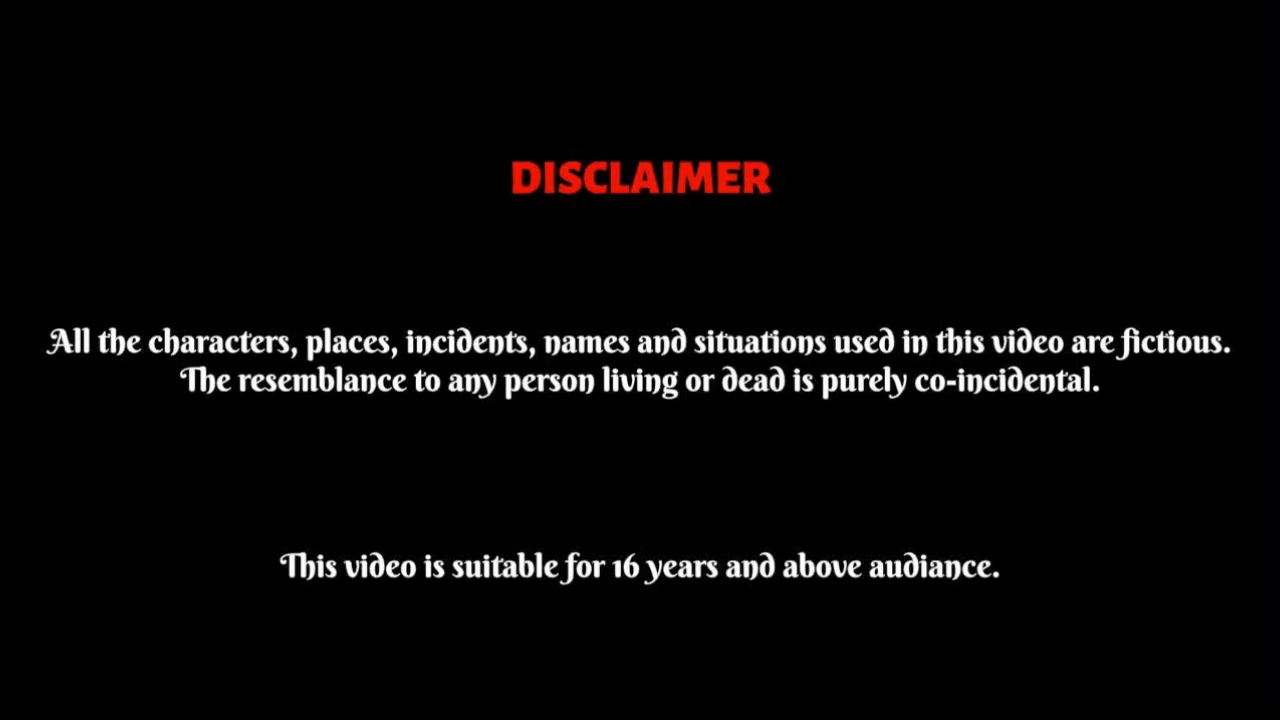 DISCLAIMER
All the characters, places, incidents, names and situations used in this video are fictious.
The resemblance to any person living or dead is purely co-incidental.
This video is suitable for 16 years and above audiance.